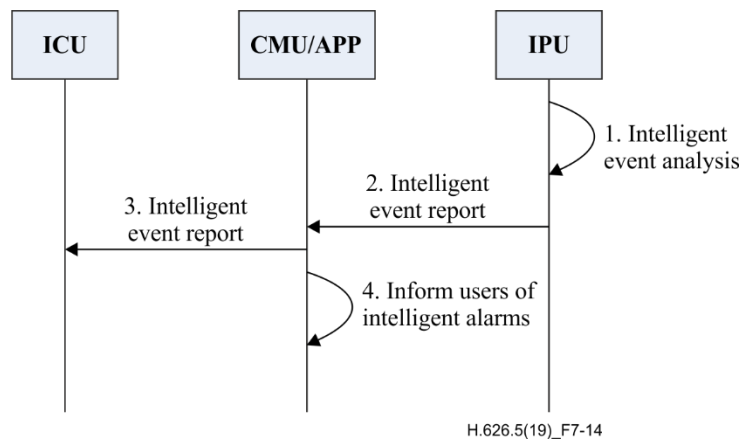 ICU
CMU/APP
IPU
1. Intelligent
event analysis
2. Intelligent
event report
3. Intelligent
event report
4. Inform users of
intelligent alarms
H.626.5(19)_F7-14